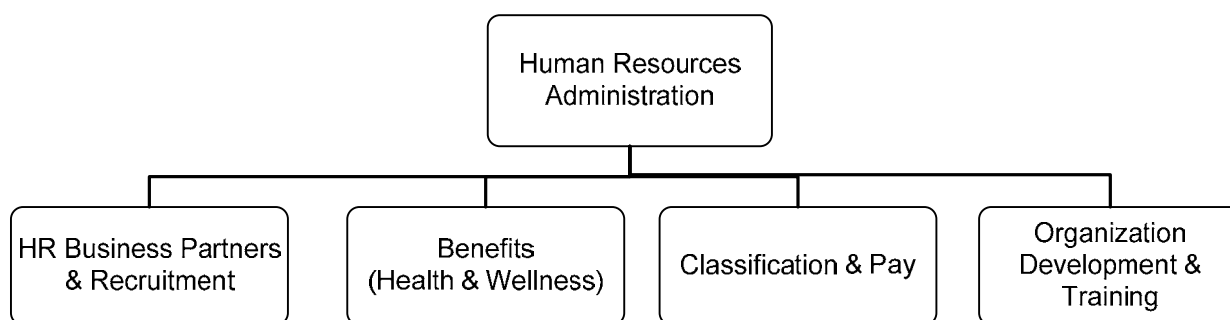 Human Resources
Administration
HR Business Partners
& Recruitment
Benefits
(Health & Wellness)
Classification & Pay
Organization
Development &
Training